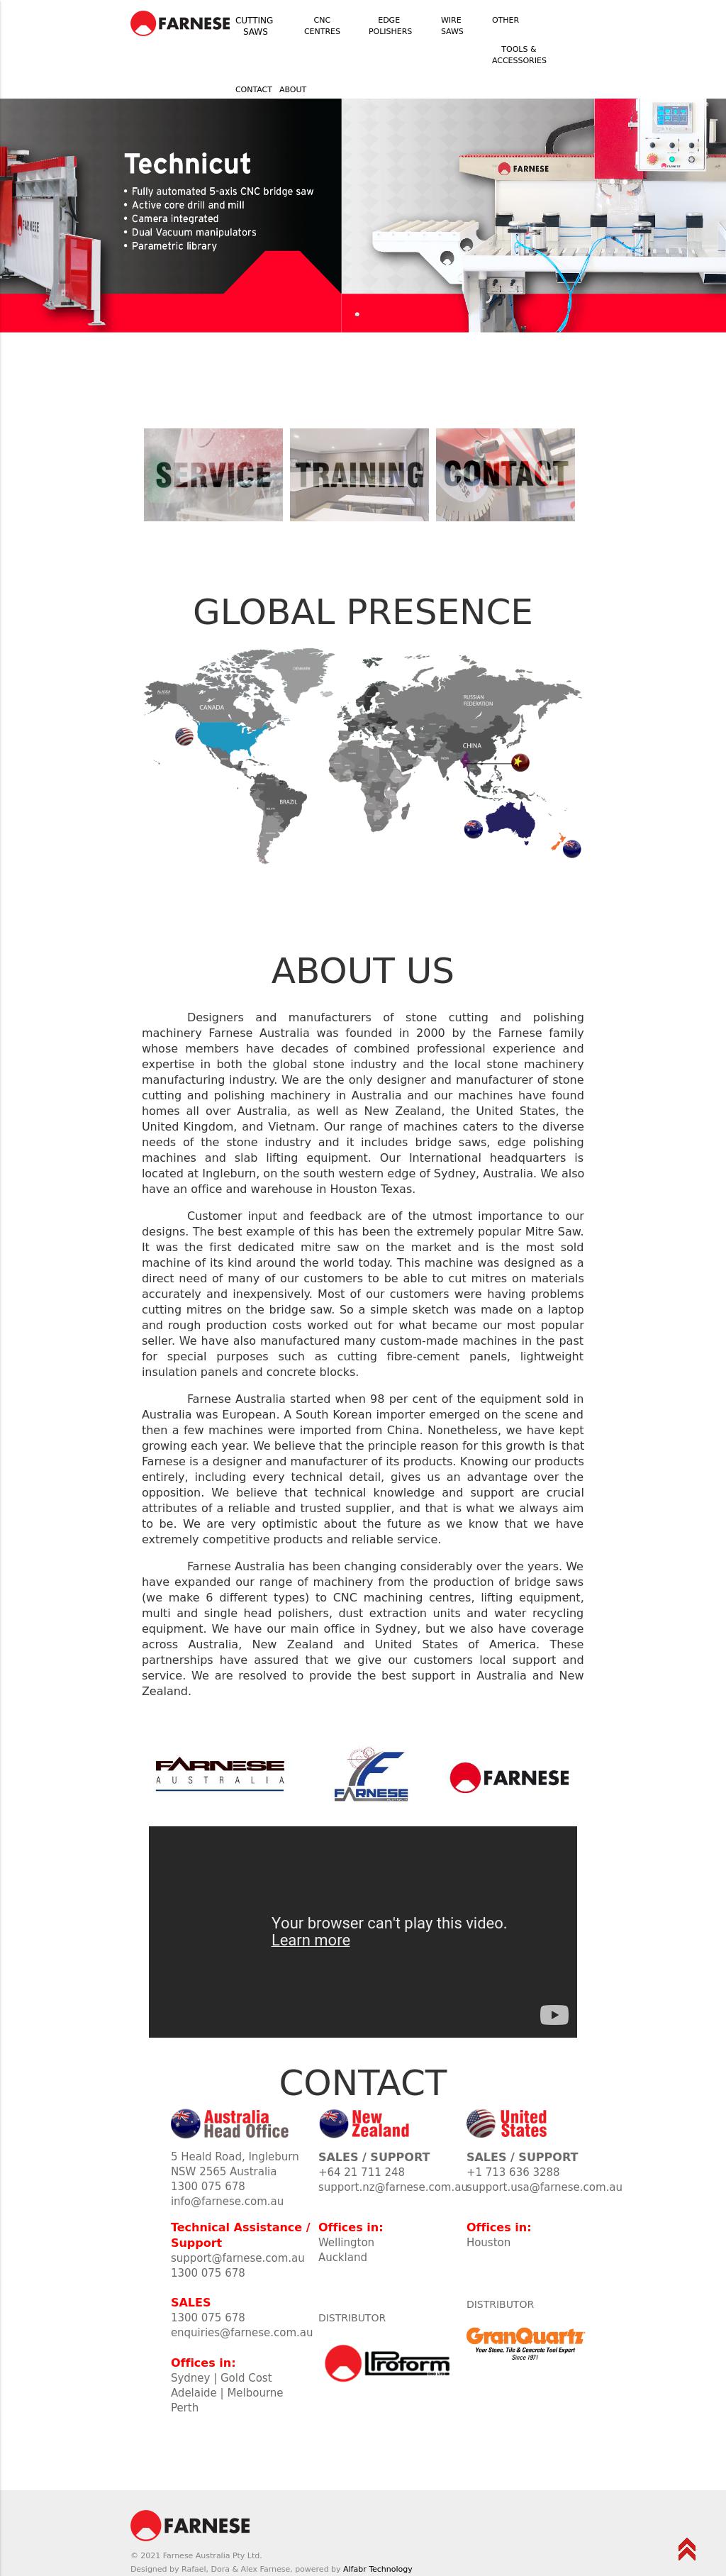 FARNESE
CUTTING
SAWS
CNC
CENTRES
EDGE
POLISHERS
WIRE
SAWS
OTHER
TOOLS &
ACCESSORIES
CONTACT ABOUT
Technicut
• Fully automated 5-axis CNC bridge saw
• Active core drill and mill
• Camera integrated
• Dual Vacuum manipulators
• Parametric library
FARNESE
SERVICE
TRAINING
CONTACT
GLOBAL PRESENCE
CANADA
RUSSIAN
FEDERATION
CHINA
BRAZIL
ABOUT US
Designers and manufacturers of stone cutting and polishing
machinery Farnese Australia was founded in 2000 by the Farnese family
whose members have decades of combined professional experience and
expertise in both the global stone industry and the local stone machinery
manufacturing industry. We are the only designer and manufacturer of stone
cutting and polishing machinery in Australia and our machines have found
homes all over Australia, as well as New Zealand, the United States, the
United Kingdom, and Vietnam. Our range of machines caters to the diverse
needs of the stone industry and it includes bridge saws, edge polishing
machines and slab lifting equipment. Our International headquarters is
located at Ingleburn, on the south western edge of Sydney, Australia. We also
have an office and warehouse in Houston Texas.
Customer input and feedback are of the utmost importance to our
designs. The best example of this has been the extremely popular Mitre Saw.
It was the first dedicated mitre saw on the market and is the most sold
machine of its kind around the world today. This machine was designed as a
direct need of many of our customers to be able to cut mitres on materials
accurately and inexpensively. Most of our customers were having problems
cutting mitres on the bridge saw. So a simple sketch was made on a laptop
and rough production costs worked out for what became our most popular
seller. We have also manufactured many custom-made machines in the past
for special purposes such as cutting fibre-cement panels, lightweight
insulation panels and concrete blocks.
Farnese Australia started when 98 per cent of the equipment sold in
Australia was European. A South Korean importer emerged on the scene and
then a few machines were imported from China. Nonetheless, we have kept
growing each year. We believe that the principle reason for this growth is that
Farnese is a designer and manufacturer of its products. Knowing our products
entirely, including every technical detail, gives us an advantage over the
opposition. We believe that technical knowledge and support are crucial
attributes of a reliable and trusted supplier, and that is what we always aim
to be. We are very optimistic about the future as we know that we have
extremely competitive products and reliable service.
Farnese Australia has been changing considerably over the years. We
have expanded our range of machinery from the production of bridge saws
(we make 6 different types) to CNC machining centres, lifting equipment,
multi and single head polishers, dust extraction units and water recycling
equipment. We have our main office in Sydney, but we also have coverage
across Australia, New Zealand and United States of America. These
partnerships have assured that we give our customers local support and
service. We are resolved to provide the best support in Australia and New
Zealand.
FARNESE
AUSTRALIA
FARNESE
FARNESE
Your browser can't play this video.
Learn more
CONTACT
Australia
Head Office
5 Heald Road, Ingleburn
NSW 2565 Australia
1300 075 678
info@farnese.com.au
Technical Assistance /
Support
support@farnese.com.au
1300 075 678
SALES
1300 075 678
enquiries@farnese.com.au
Offices in:
Sydney | Gold Cost
Adelaide | Melbourne
Perth
New
Zealand
SALES / SUPPORT
+64 21 711 248
support.nz@farnese.com.au
Offices in:
Wellington
Auckland
DISTRIBUTOR
Proform
United
States
SALES / SUPPORT
+1 713 636 3288
support.usa@farnese.com.au
Offices in:
Houston
DISTRIBUTOR
GranQuartz
Your Stone, Tile & Concrete Tool Expert
Since 1971
FARNESE
© 2021 Farnese Australia Pty Ltd.
Designed by Rafael, Dora & Alex Farnese, powered by Alfabr Technology